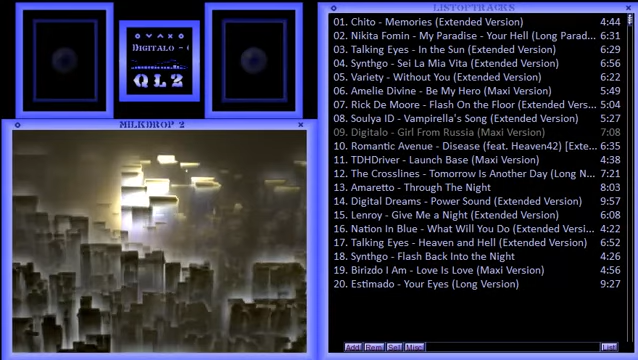 Digitalo - G
QL2
MILKDROP 2
LISTOFTRACKS
01. Chito - Memories (Extended Version) 4:44
02. Nikita Fomin - My Paradise - Your Hell (Long Parad... 6:31
03. Talking Eyes - In the Sun (Extended Version) 6:29
04. Synthgo - Sei La Mia Vita (Extended Version) 6:56
05. Variety - Without You (Extended Version) 6:22
06. Amelie Divine - Be My Hero (Maxi Version) 5:49
07. Rick De Moore - Flash On the Floor (Extended Vers... 5:04
08. Soulya ID - Vampirella's Song (Extended Version) 5:27
09. Digitalo - Girl From Russia (Maxi Version) 7:08
10. Romantic Avenue - Disease (feat. Heaven42) [Exte... 6:35
11. TDHDriver - Launch Base (Maxi Version) 4:38
12. The Crosslines - Tomorrow Is Another Day (Long N... 7:21
13. Amaretto - Through The Night 8:03
14. Digital Dreams - Power Sound (Extended Version) 9:57
15. Lenroy - Give Me a Night (Extended Version) 6:08
16. Nation In Blue - What Will You Do (Extended Versi... 4:22
17. Talking Eyes - Heaven and Hell (Extended Version) 6:52
18. Synthgo - Flash Back Into the Night 4:26
19. Birizdo I Am - Love Is Love (Maxi Version) 4:56
20. Estimado - Your Eyes (Long Version) 9:27
Add Rem Sel Misc List